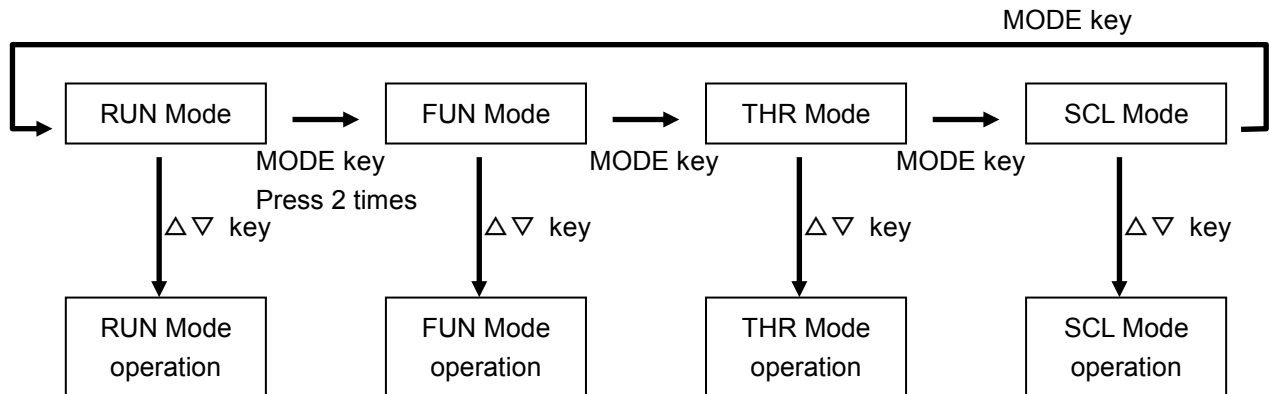 MODE key
RUN Mode
FUN Mode
THR Mode
SCL Mode
MODE key
Press 2 times
MODE key
MODE key
△▽ key
△▽ key
△▽ key
△▽ key
RUN Mode
operation
FUN Mode
operation
THR Mode
operation
SCL Mode
operation